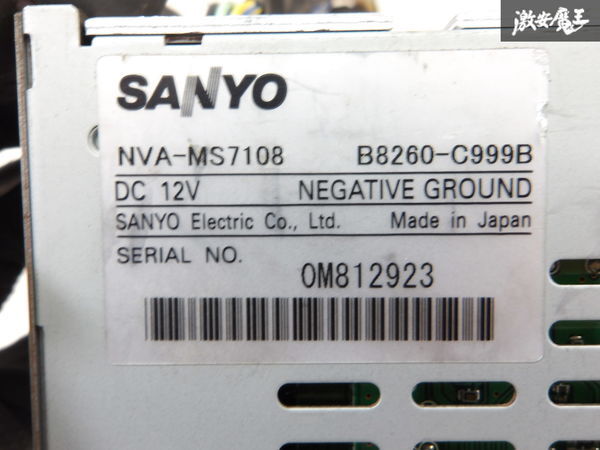 激安魔王
SANYO
NVA-MS7108 B8260-C999B
DC 12V NEGATIVE GROUND
SANYO Electric Co., Ltd. Made in Japan
SERIAL NO.
0M812923